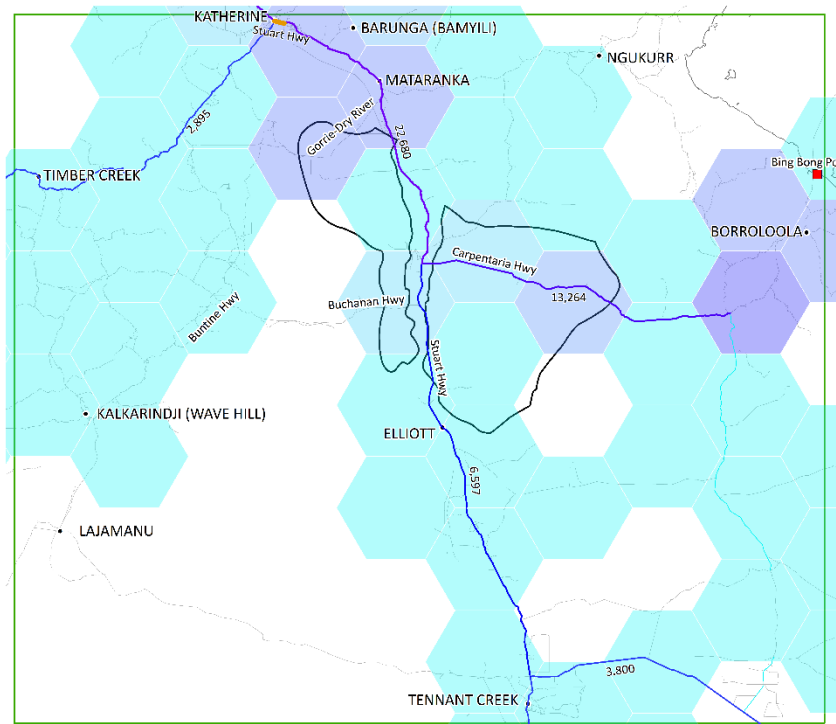 KATHERINE
Stuart Hwy
BARUNGA (BAMYILI)
NGUKURR
MATARANKA
2,895
Gorrie-Dry River
22,680
TIMBER CREEK
Bing Bong Po
BORROLOOLA
Carpentaria Hwy
13,264
Buchanan Hwy
Buntine Hwy
Stuart Hwy
KALKARINDJI (WAVE HILL)
ELLIOTT
6,597
LAJAMANU
3,800
TENNANT CREEK